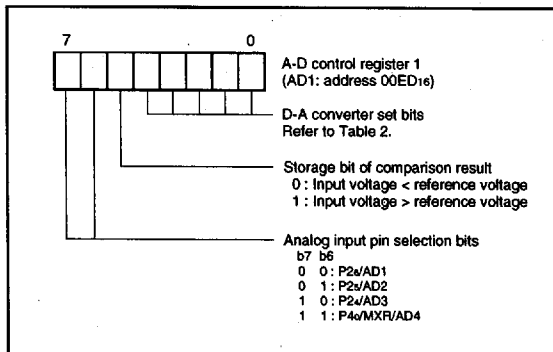 7 0
A-D control register 1
(AD1: address 00ED16)
D-A converter set bits
Refer to Table 2.
Storage bit of comparison result
0 : Input voltage < reference voltage
1 : Input voltage > reference voltage
Analog input pin selection bits
b7 b6
0 0 : P26/AD1
0 1 : P25/AD2
1 0 : P24/AD3
1 1 : P40/MXR/AD4